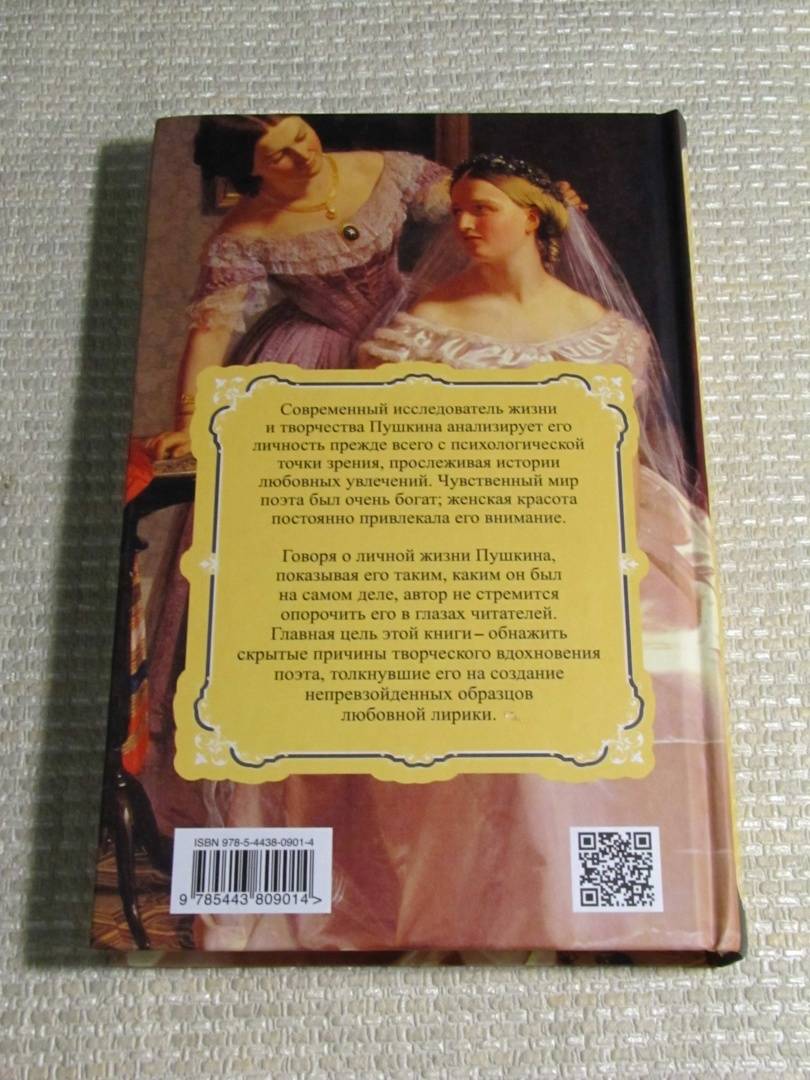 Современный исследователь жизни
и творчества Пушкина анализирует его
личность прежде всего с психологической
точки зрения, прослеживая истории
любовных увлечений. Чувственный мир
поэта был очень богат; женская красота
постоянно привлекала его внимание.
Говоря о личной жизни Пушкина,
показывая его таким, каким он был
на самом деле, автор не стремится
опорочить его в глазах читателей.
Главная цель этой книги – обнажить
скрытые причины творческого вдохновения
поэта, толкнувшие его на создание
непревзойденных образцов
любовной лирики.
ISBN 978-5-4438-0901-4
9 785443 809014 >